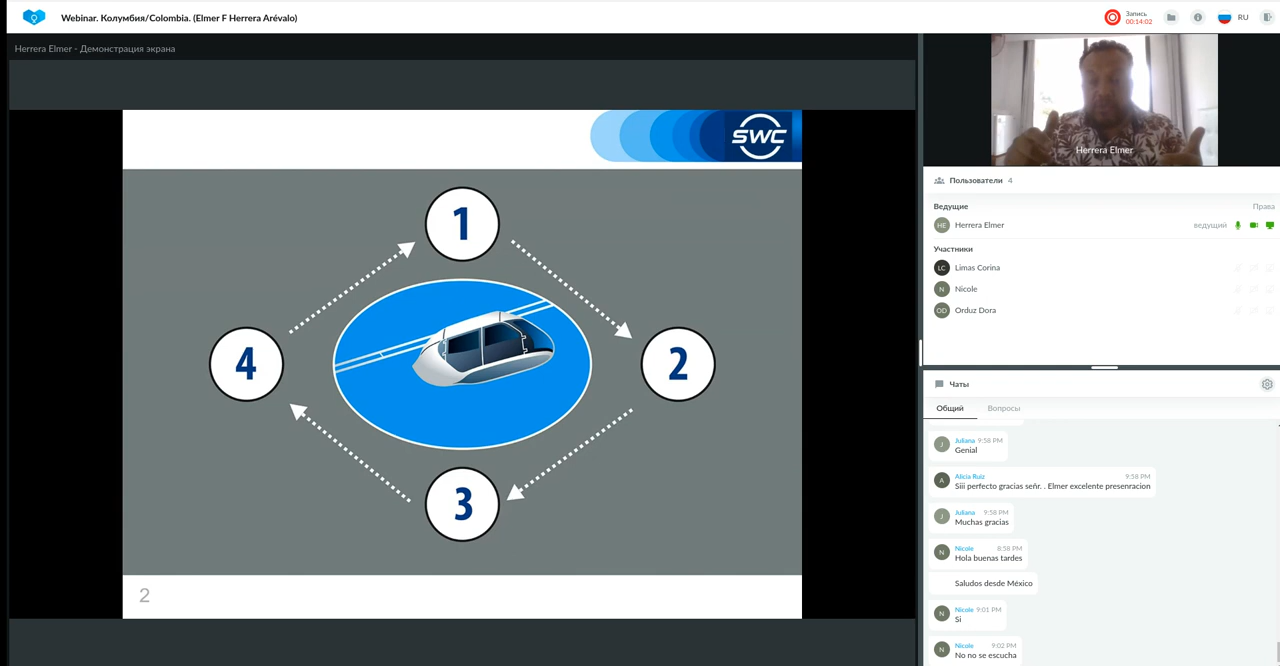 Webinar. Колумбия/Colombia. (Elmer F Herrera Arévalo)
Запись
00:14:02
RU
Herrera Elmer - Демонстрация экрана
SWC
1
2
3
4
2
Herrera Elmer
Пользователи 4
Ведущие
Права
HE Herrera Elmer ведущий
Участники
LC Limas Corina
N Nicole
OD Orduz Dora
Чаты
Общий Вопросы
J Juliana 9:58 PM
Genial
A Alicia Ruiz 9:58 PM
Siii perfecto gracias señr. . Elmer excelente presenracion
J Juliana 9:58 PM
Muchas gracias
N Nicole 8:58 PM
Hola buenas tardes
Saludos desde México
N Nicole 9:01 PM
Si
N Nicole 9:02 PM
No no se escucha